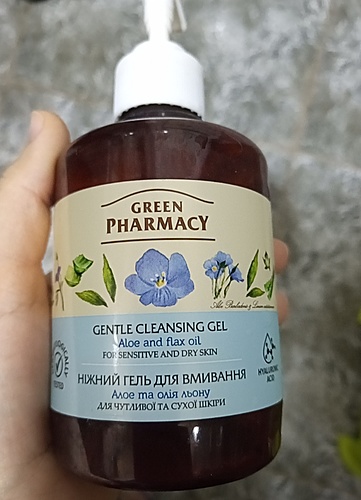 GREEN
PHARMACY
GENTLE CLEANSING GEL
Aloe and flax oil
FOR SENSITIVE AND DRY SKIN
НІЖНИЙ ГЕЛЬ ДЛЯ ВМИВАННЯ
Алое та олія льону
ДЛЯ ЧУТЛИВОЇ ТА СУХОЇ ШКІРИ
HYALURONIC
ACID
TESTED